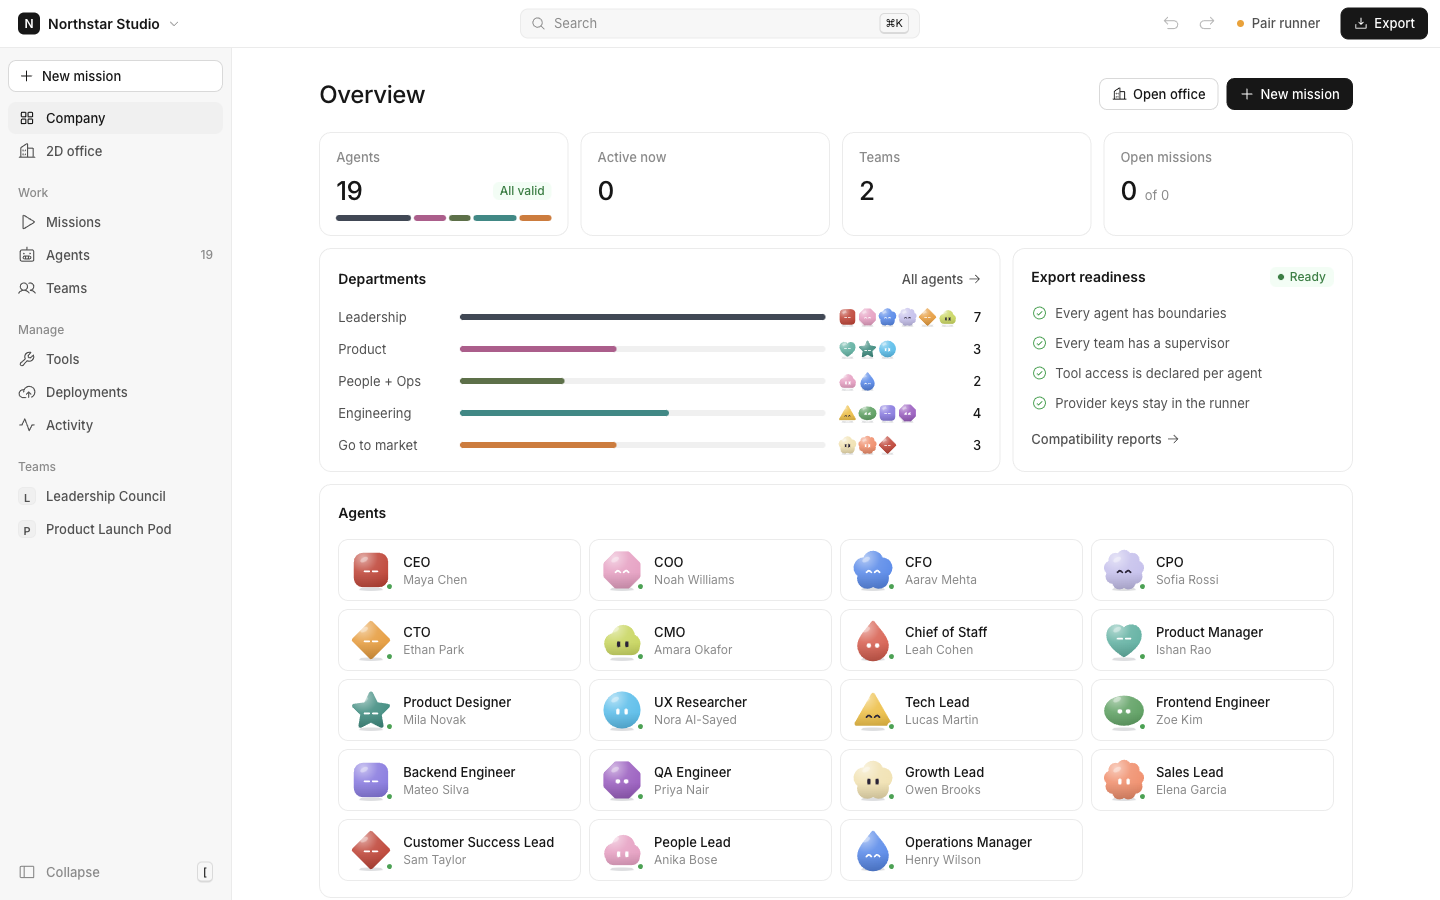 N Northstar Studio
Search ⌘K
Pair runner
Export
New mission
Company
2D office
Work
Missions
Agents 19
Teams
Manage
Tools
Deployments
Activity
Teams
L Leadership Council
P Product Launch Pod
Collapse [
Overview
Open office
New mission
Agents
19 All valid
Active now
0
Teams
2
Open missions
0 of 0
Departments All agents →
Leadership 7
Product 3
People + Ops 2
Engineering 4
Go to market 3
Export readiness Ready
Every agent has boundaries
Every team has a supervisor
Tool access is declared per agent
Provider keys stay in the runner
Compatibility reports →
Agents
CEO
Maya Chen
COO
Noah Williams
CFO
Aarav Mehta
CPO
Sofia Rossi
CTO
Ethan Park
CMO
Amara Okafor
Chief of Staff
Leah Cohen
Product Manager
Ishan Rao
Product Designer
Mila Novak
UX Researcher
Nora Al-Sayed
Tech Lead
Lucas Martin
Frontend Engineer
Zoe Kim
Backend Engineer
Mateo Silva
QA Engineer
Priya Nair
Growth Lead
Owen Brooks
Sales Lead
Elena Garcia
Customer Success Lead
Sam Taylor
People Lead
Anika Bose
Operations Manager
Henry Wilson